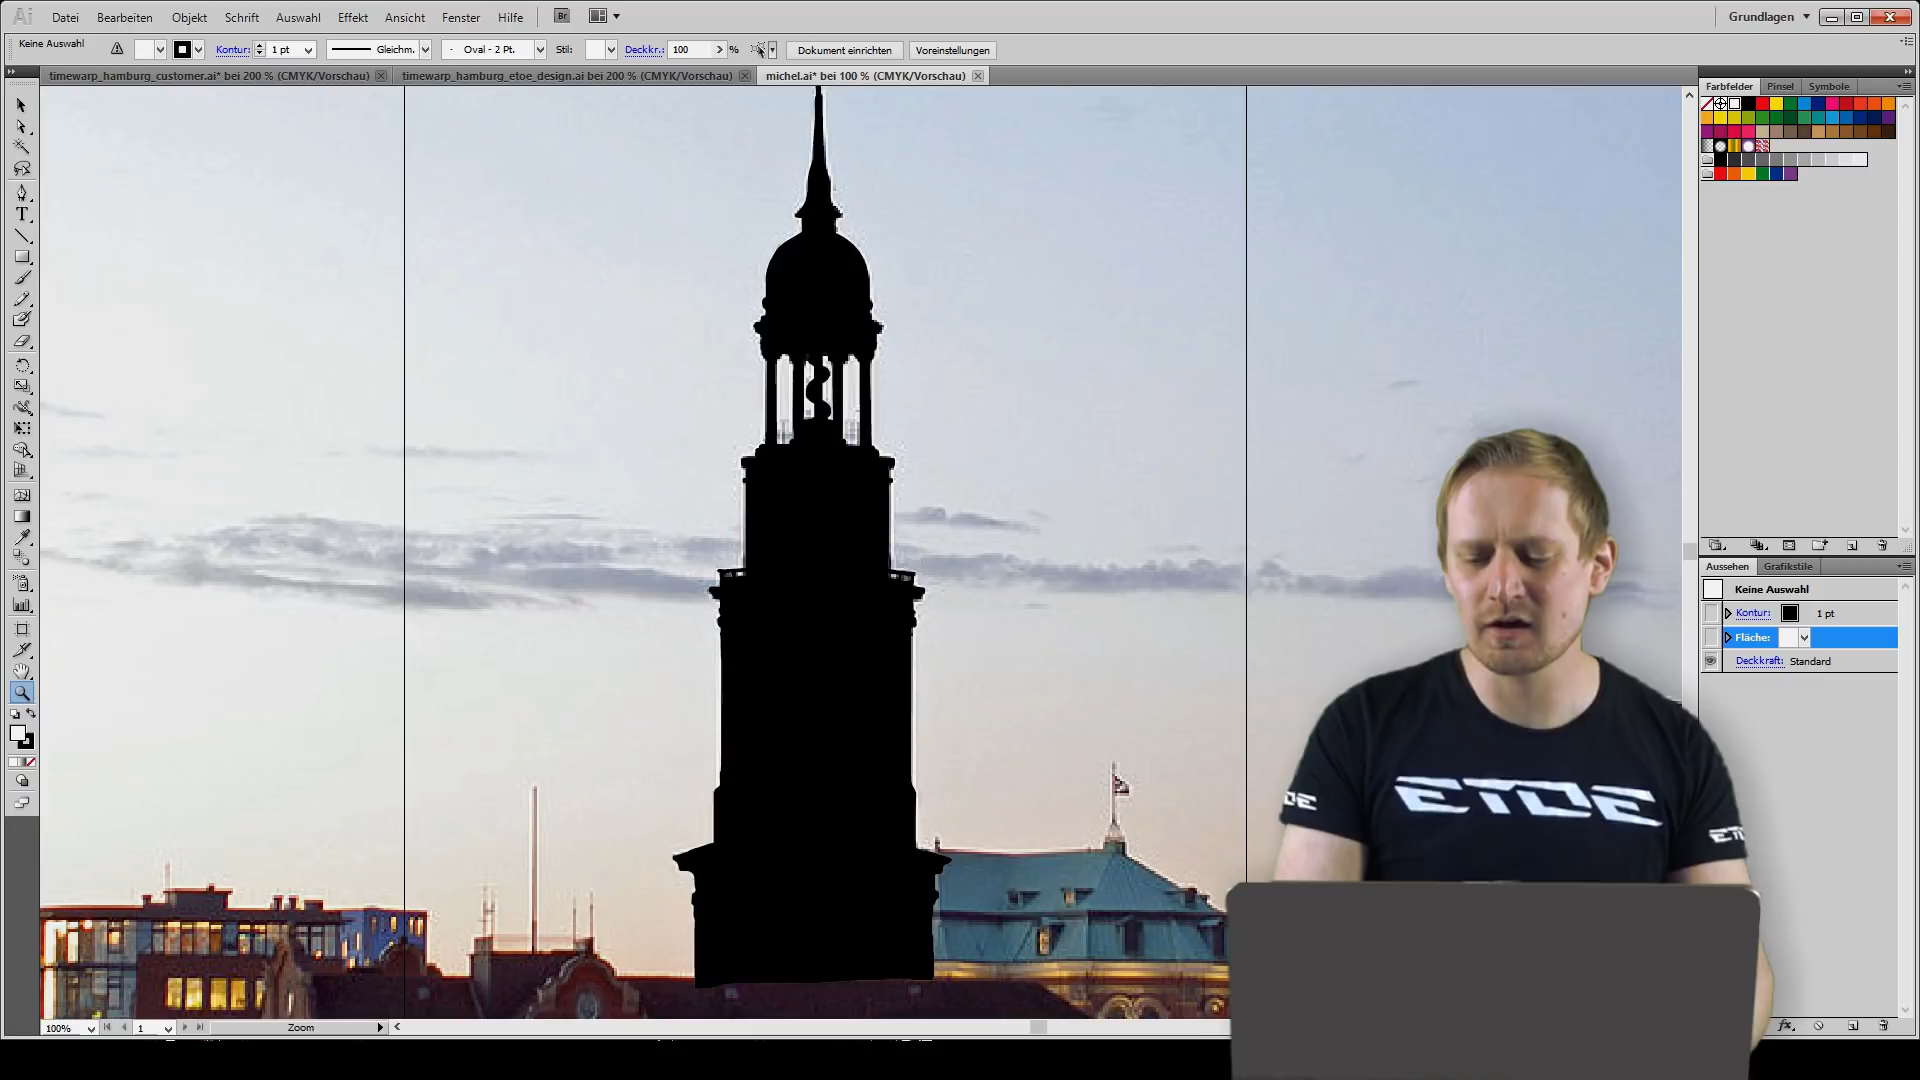 Ai Datei Bearbeiten Objekt Schrift Auswahl Effekt Ansicht Fenster Hilfe Br Grundlagen
Keine Auswahl Kontur: 1 pt Gleichm. Oval - 2 Pt. Stil: Deckkr.: 100 % Dokument einrichten Voreinstellungen
timewarp_hamburg_customer.ai* bei 200 % (CMYK/Vorschau) timewarp_hamburg_etoe_design.ai bei 200 % (CMYK/Vorschau) michel.ai* bei 100 % (CMYK/Vorschau)
Farbfelder Pinsel Symbole
T
Aussehen Grafikstile
Keine Auswahl
Kontur: 1 pt
Fläche:
Deckkraft: Standard
ETOE
100% 1 Zoom
fx